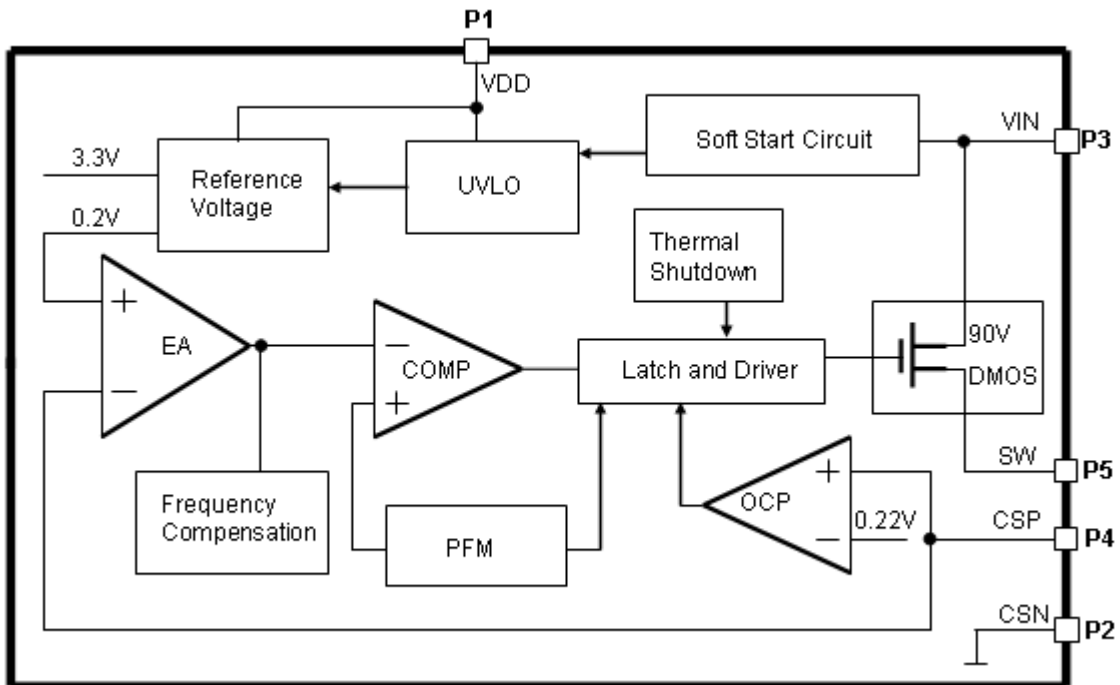 P1
VDD
VIN
P3
Soft Start Circuit
3.3V
Reference
Voltage
UVLO
0.2V
Thermal
Shutdown
+
EA
−
−
COMP
+
Latch and Driver
90V
DMOS
SW
P5
Frequency
Compensation
PFM
+
OCP
0.22V
−
CSP
P4
CSN
P2